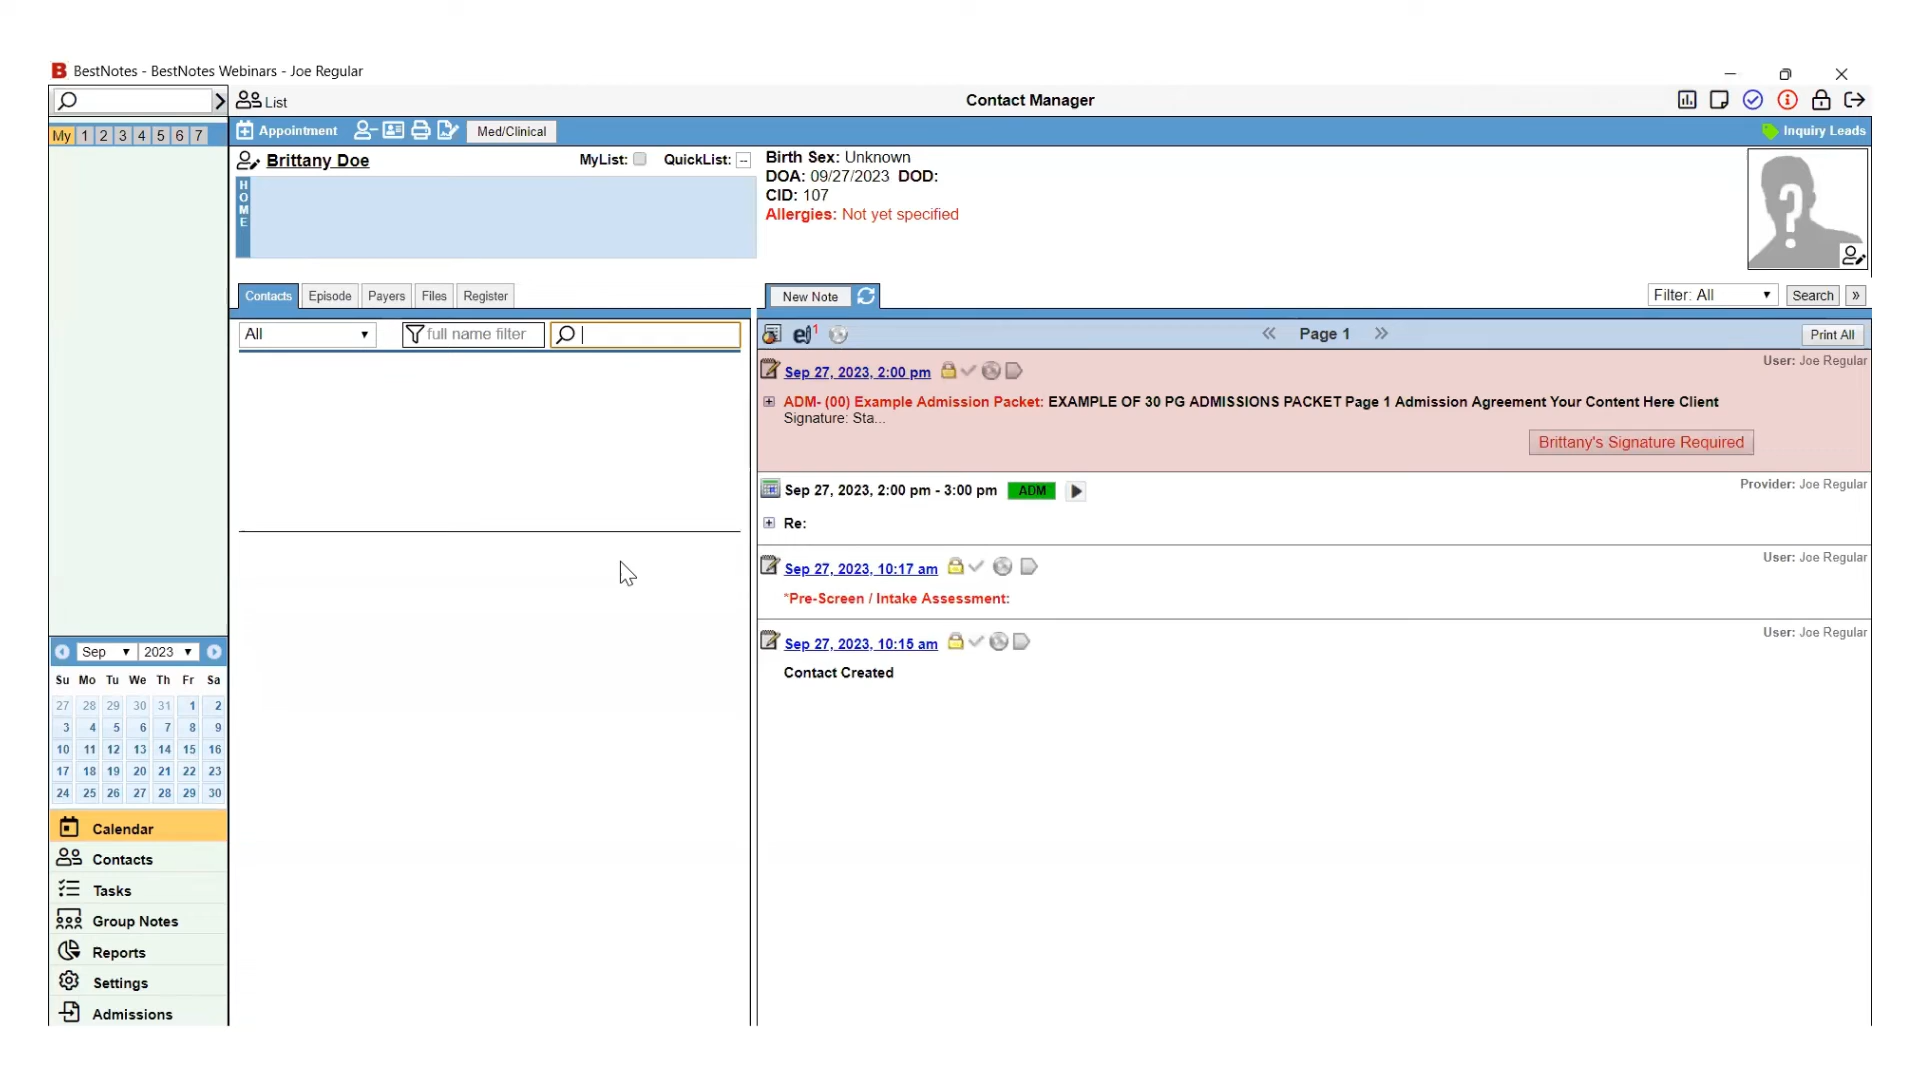 BestNotes - BestNotes Webinars - Joe Regular
List
Contact Manager
My 1 2 3 4 5 6 7
Appointment
Med/Clinical
Inquiry Leads
Brittany Doe
MyList:
QuickList: --
HOME
Birth Sex: Unknown
DOA: 09/27/2023 DOD:
CID: 107
Allergies: Not yet specified
Contacts Episode Payers Files Register
All
full name filter
New Note
Filter: All
Search »
e 1
« Page 1 »
Print All
Sep 27, 2023, 2:00 pm
User: Joe Regular
ADM- (00) Example Admission Packet: EXAMPLE OF 30 PG ADMISSIONS PACKET Page 1 Admission Agreement Your Content Here Client
Signature: Sta...
Brittany's Signature Required
Sep 27, 2023, 2:00 pm - 3:00 pm ADM
Provider: Joe Regular
Re:
Sep 27, 2023, 10:17 am
User: Joe Regular
*Pre-Screen / Intake Assessment:
Sep 27, 2023, 10:15 am
User: Joe Regular
Contact Created
Sep 2023
Su Mo Tu We Th Fr Sa
27 28 29 30 31 1 2
3 4 5 6 7 8 9
10 11 12 13 14 15 16
17 18 19 20 21 22 23
24 25 26 27 28 29 30
Calendar
Contacts
Tasks
Group Notes
Reports
Settings
Admissions